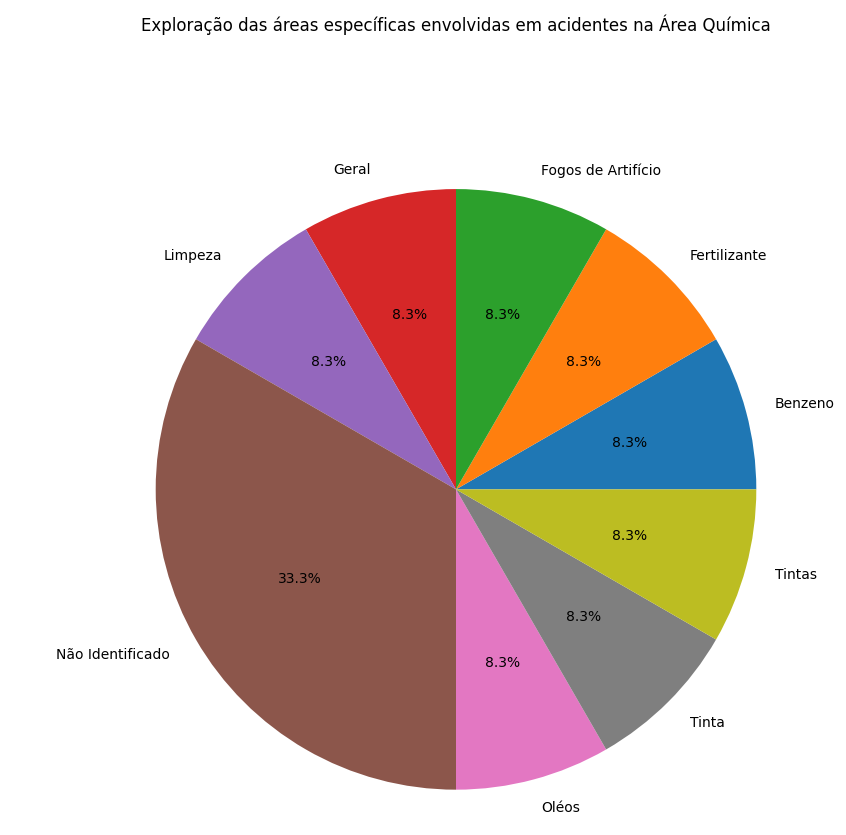 Exploração das áreas específicas envolvidas em acidentes na Área Química
Geral
Fogos de Artifício
Limpeza
Fertilizante
8.3%
8.3%
8.3%
8.3%
Benzeno
8.3%
8.3%
Tintas
33.3%
8.3%
Não Identificado
8.3%
Tinta
Oléos